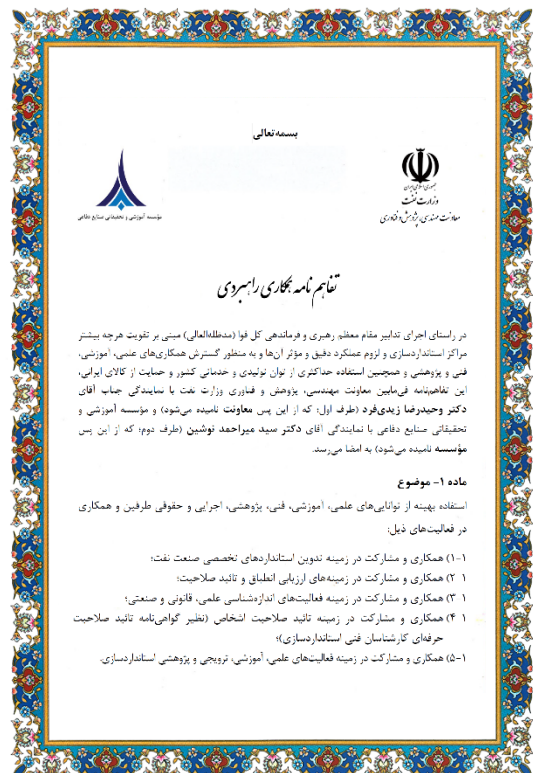 بسمه‌تعالی
جمهوری اسلامی ایران
وزارت نفت
معاونت مهندسی، پژوهش و فناوری
مؤسسه آموزشی و تحقیقاتی صنایع دفاعی
تفاهم نامه همکاری راهبردی
در راستای اجرای تدابیر مقام معظم رهبری و فرماندهی کل قوا (مدظله‌العالی) مبنی بر تقویت هرچه بیشتر
مراکز استانداردسازی و لزوم عملکرد دقیق و مؤثر آن‌ها و به منظور گسترش همکاری‌های علمی، آموزشی،
فنی و پژوهشی و همچنین استفاده حداکثری از توان تولیدی و خدماتی کشور و حمایت از کالای ایرانی،
این تفاهم‌نامه فی‌مابین معاونت مهندسی، پژوهش و فناوری وزارت نفت با نمایندگی جناب آقای
دکتر وحیدرضا زیدی‌فرد (طرف اول؛ که از این پس معاونت نامیده می‌شود) و مؤسسه آموزشی و
تحقیقاتی صنایع دفاعی با نمایندگی آقای دکتر سید میراحمد نوشین (طرف دوم؛ که از این پس
مؤسسه نامیده می‌شود) به امضا می‌رسد.
ماده ۱- موضوع
استفاده بهینه از توانایی‌های علمی، آموزشی، فنی، پژوهشی، اجرایی و حقوقی طرفین و همکاری
در فعالیت‌های ذیل:
۱-۱) همکاری و مشارکت در زمینه تدوین استانداردهای تخصصی صنعت نفت؛
۱ ۲) همکاری و مشارکت در زمینه‌های ارزیابی انطباق و تائید صلاحیت؛
۱ ۳) همکاری و مشارکت در زمینه فعالیت‌های اندازه‌شناسی علمی، قانونی و صنعتی؛
۱ ۴) همکاری و مشارکت در زمینه تائید صلاحیت اشخاص (نظیر گواهی‌نامه تائید صلاحیت
حرفه‌ای کارشناسان فنی استانداردسازی)؛
۱-۵) همکاری و مشارکت در زمینه فعالیت‌های علمی، آموزشی، ترویجی و پژوهشی استانداردسازی.